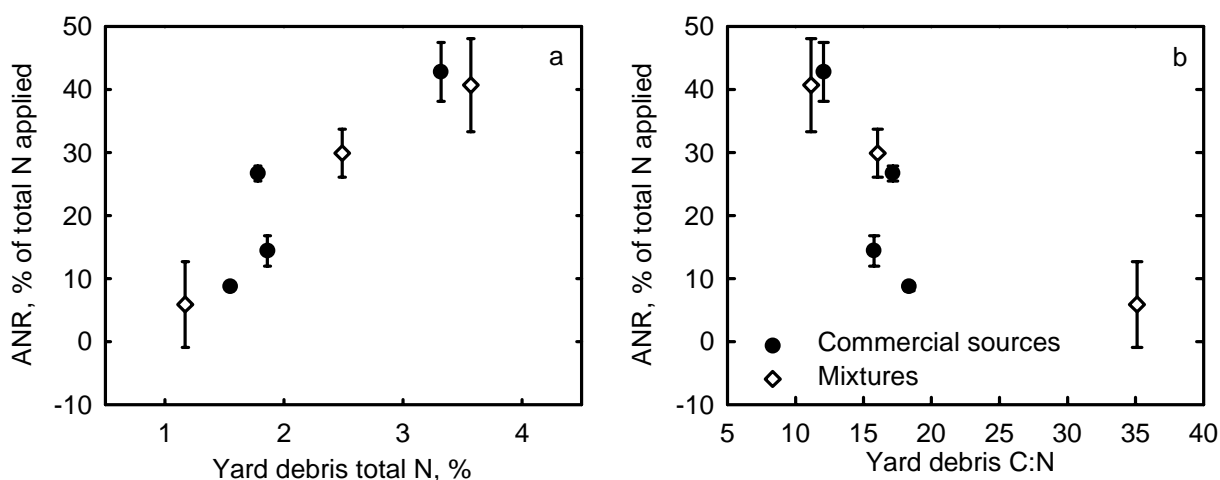 a
ANR, % of total N applied
50
40
30
20
10
0
-10
1 2 3 4
Yard debris total N, %
b
ANR, % of total N applied
50
40
30
20
10
0
-10
Commercial sources
Mixtures
5 10 15 20 25 30 35 40
Yard debris C:N